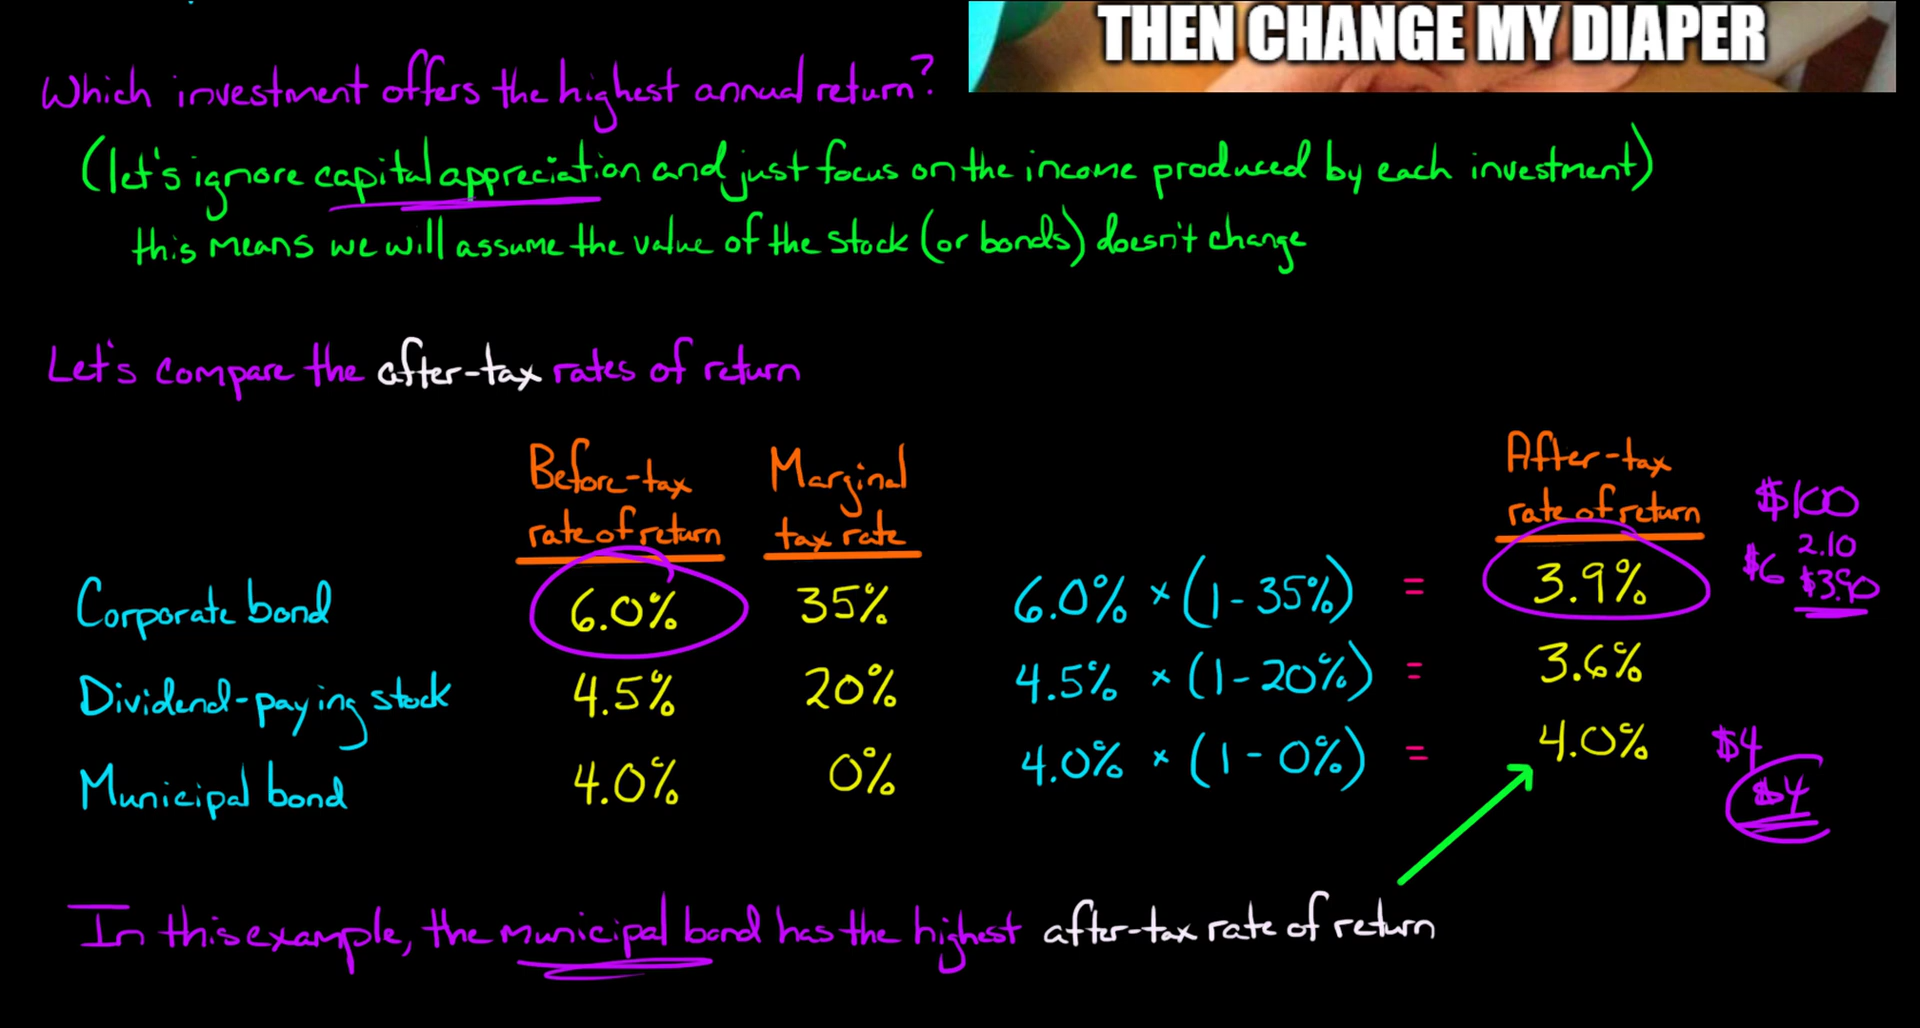 THEN CHANGE MY DIAPER
Which investment offers the highest annual return?
(let's ignore capital appreciation and just focus on the income produced by each investment)
this means we will assume the value of the stock (or bonds) doesn't change
Let's compare the after-tax rates of return
Before-tax rate of return
Marginal tax rate
After-tax rate of return
$100
Corporate bond 6.0% 35% 6.0% × (1 - 35%) = 3.9%
$6 2.10
$3.90
Dividend-paying stock 4.5% 20% 4.5% × (1 - 20%) = 3.6%
Municipal bond 4.0% 0% 4.0% × (1 - 0%) = 4.0%
$4
$4
In this example, the municipal bond has the highest after-tax rate of return